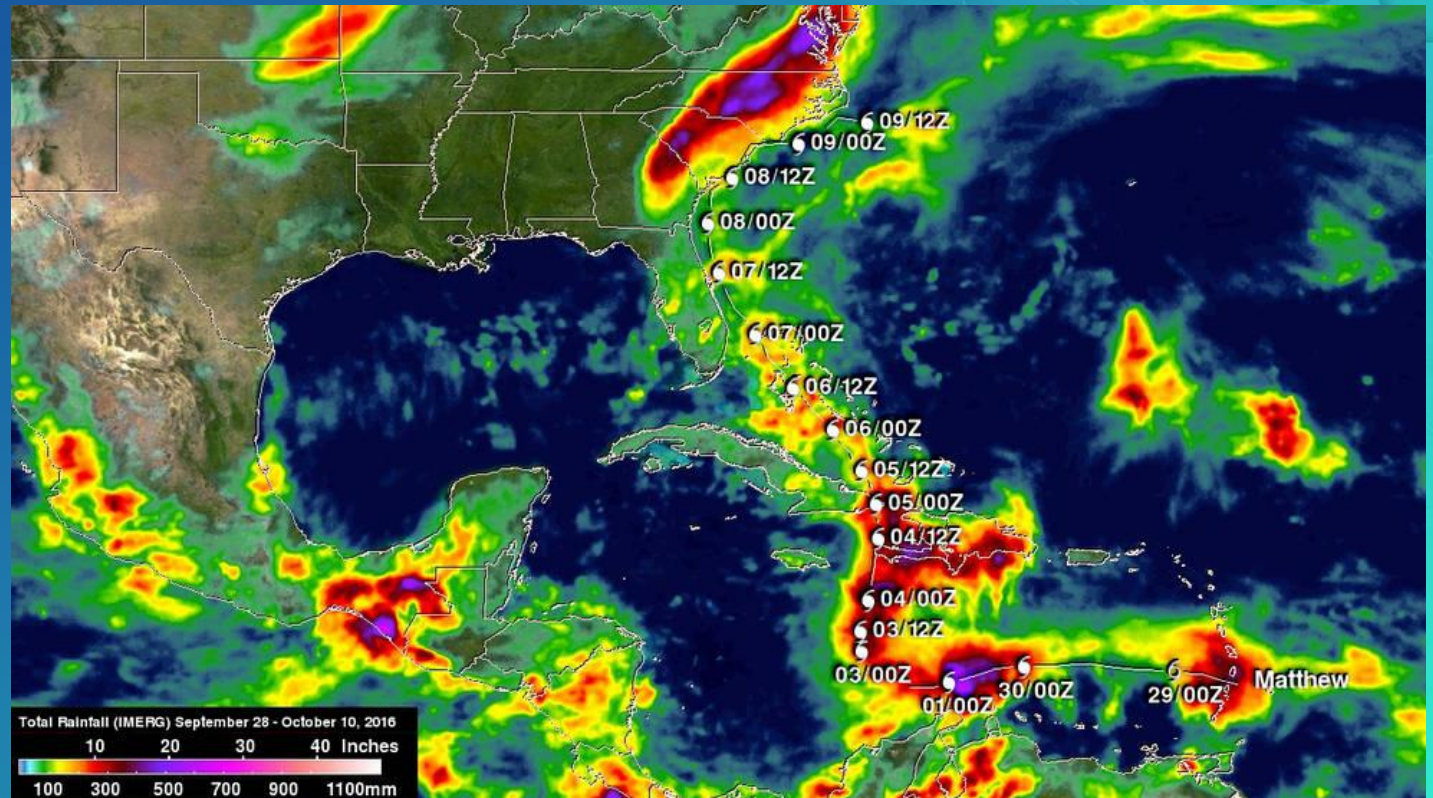 09/12Z
09/00Z
08/12Z
08/00Z
07/12Z
07/00Z
06/12Z
06/00Z
05/12Z
05/00Z
04/12Z
04/00Z
03/12Z
03/00Z
01/00Z
30/00Z
29/00Z
Matthew
Total Rainfall (IMERG) September 28 - October 10, 2016
10 20 30 40 Inches
100 300 500 700 900 1100mm